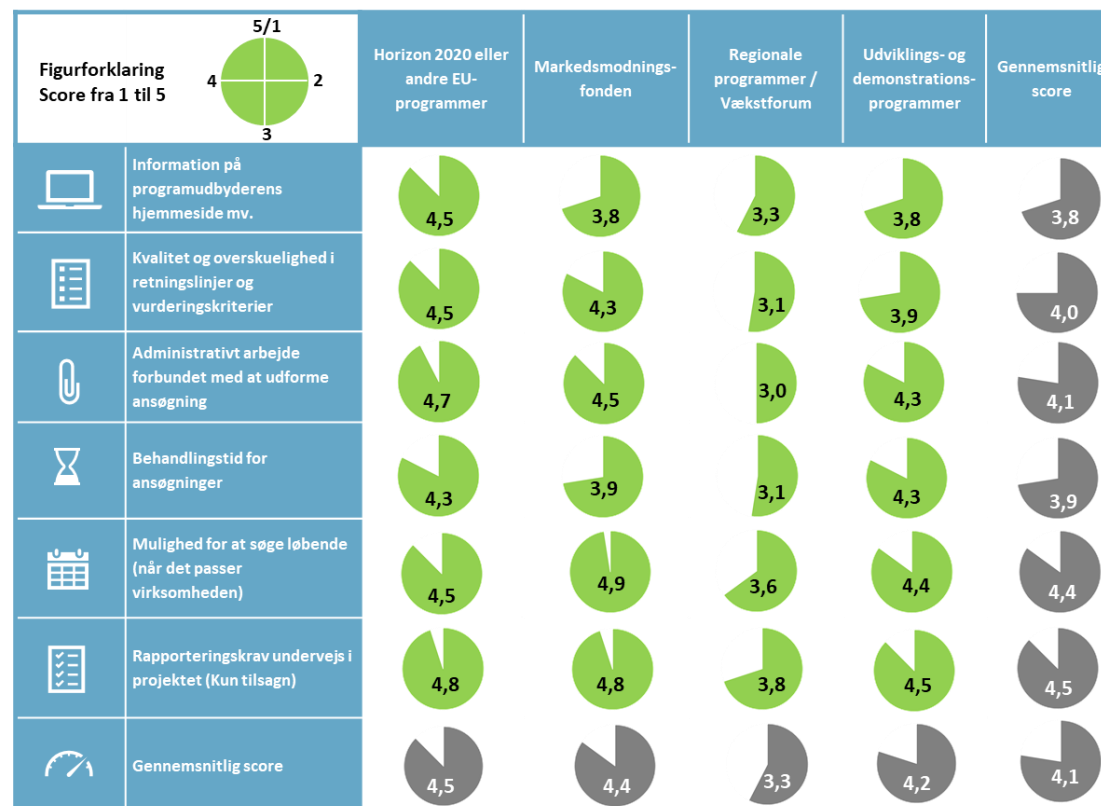 5/1
Figurforklaring
Score fra 1 til 5
4
2
3
Horizon 2020 eller
andre EU-
programmer
Markedsmodnings-
fonden
Regionale
programmer /
Vækstforum
Udviklings- og
demonstrations-
programmer
Gennemsnitlig
score
Information på
programudbyderens
hjemmeside mv.
4,5
3,8
3,3
3,8
3,8
Kvalitet og overskuelighed i
retningslinjer og
vurderingskriterier
4,5
4,3
3,1
3,9
4,0
Administrativt arbejde
forbundet med at udforme
ansøgning
4,7
4,5
3,0
4,3
4,1
Behandlingstid for
ansøgninger
4,3
3,9
3,1
4,3
3,9
Mulighed for at søge løbende
(når det passer
virksomheden)
4,5
4,9
3,6
4,4
4,4
Rapporteringskrav undervejs i
projektet (Kun tilsagn)
4,8
4,8
3,8
4,5
4,5
Gennemsnitlig score
4,5
4,4
3,3
4,2
4,1